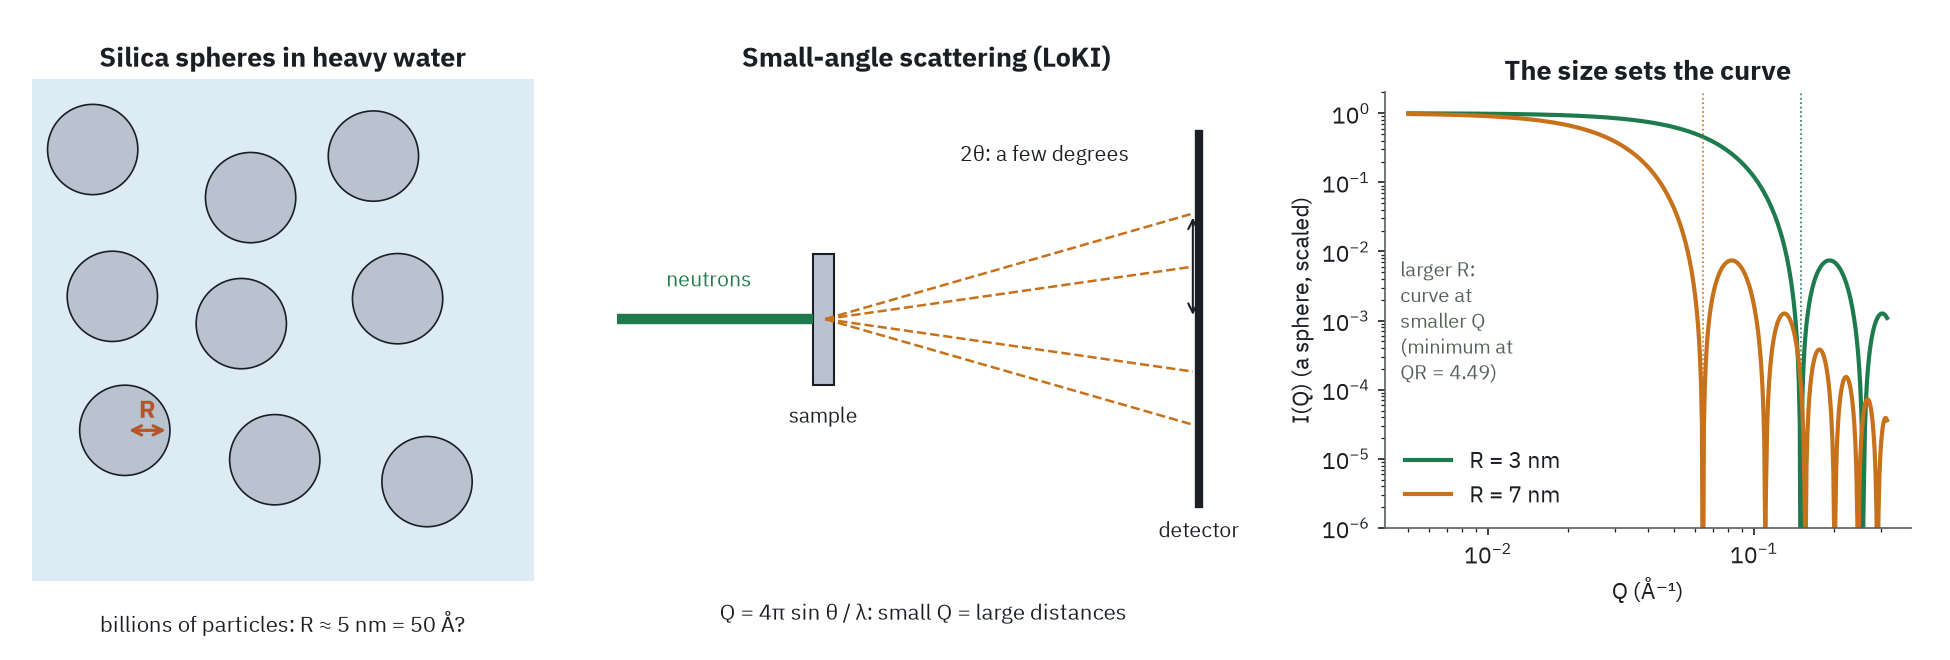 Silica spheres in heavy water
R
billions of particles: R ≈ 5 nm = 50 Å?
Small-angle scattering (LoKI)
2θ: a few degrees
neutrons
sample
detector
Q = 4π sin θ / λ: small Q = large distances
The size sets the curve
I(Q) (a sphere, scaled)
10⁰
10⁻¹
10⁻²
10⁻³
10⁻⁴
10⁻⁵
10⁻⁶
larger R:
curve at
smaller Q
(minimum at
QR = 4.49)
R = 3 nm
R = 7 nm
10⁻² 10⁻¹
Q (Å⁻¹)